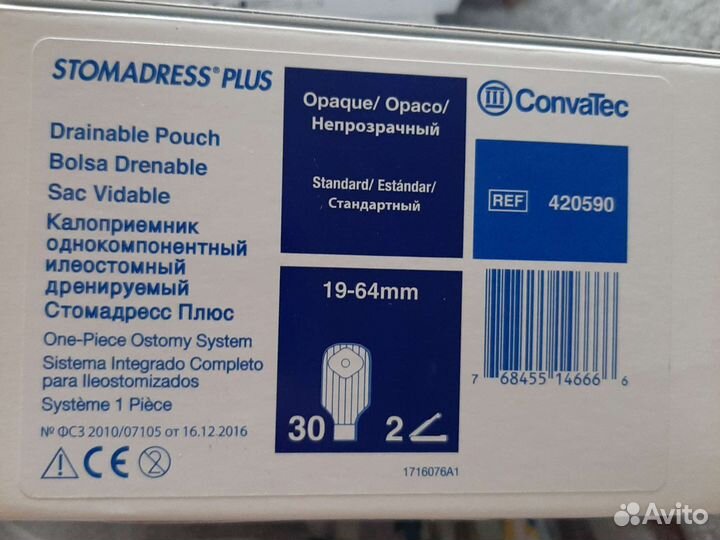 STOMADRESS® PLUS
Drainable Pouch
Bolsa Drenable
Sac Vidable
Калоприемник
однокомпонентный
илеостомный
дренируемый
Стомадресс Плюс
One-Piece Ostomy System
Sistema Integrado Completo
para Ileostomizados
Système 1 Pièce
№ ФСЗ 2010/07105 от 16.12.2016
CE 2
Opaque/ Opaco/
Непрозрачный
Standard/ Estándar/
Стандартный
19-64mm
30 2
1716076A1
ConvaTec
REF 420590
7 68455 14666 6
Avito